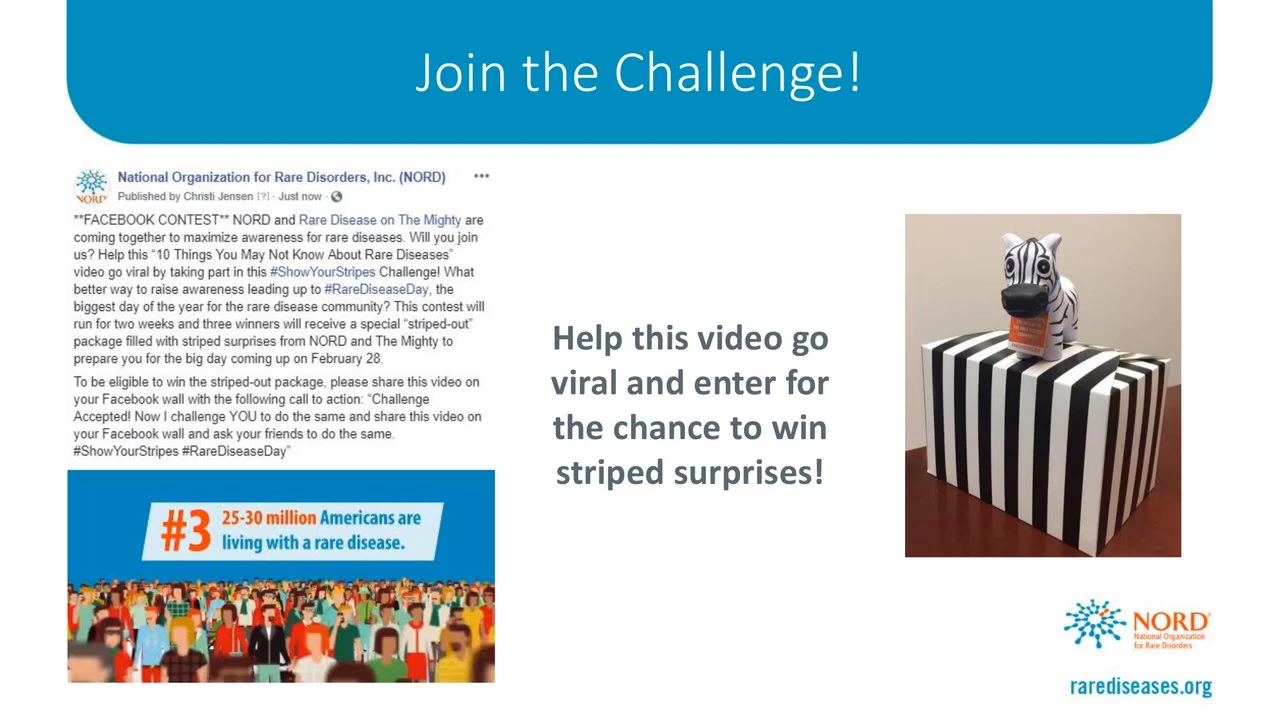 Join the Challenge!
National Organization for Rare Disorders, Inc. (NORD)
Published by Christi Jensen [?] · Just now ·
**FACEBOOK CONTEST** NORD and Rare Disease on The Mighty are
coming together to maximize awareness for rare diseases. Will you join
us? Help this “10 Things You May Not Know About Rare Diseases”
video go viral by taking part in this #ShowYourStripes Challenge! What
better way to raise awareness leading up to #RareDiseaseDay, the
biggest day of the year for the rare disease community? This contest will
run for two weeks and three winners will receive a special “striped-out”
package filled with striped surprises from NORD and The Mighty to
prepare you for the big day coming up on February 28.
To be eligible to win the striped-out package, please share this video on
your Facebook wall with the following call to action: “Challenge
Accepted! Now I challenge YOU to do the same and share this video on
your Facebook wall and ask your friends to do the same.
#ShowYourStripes #RareDiseaseDay”
#3 25-30 million Americans are
living with a rare disease.
Help this video go
viral and enter for
the chance to win
striped surprises!
NORD
NORD®
National Organization
for Rare Disorders
rarediseases.org